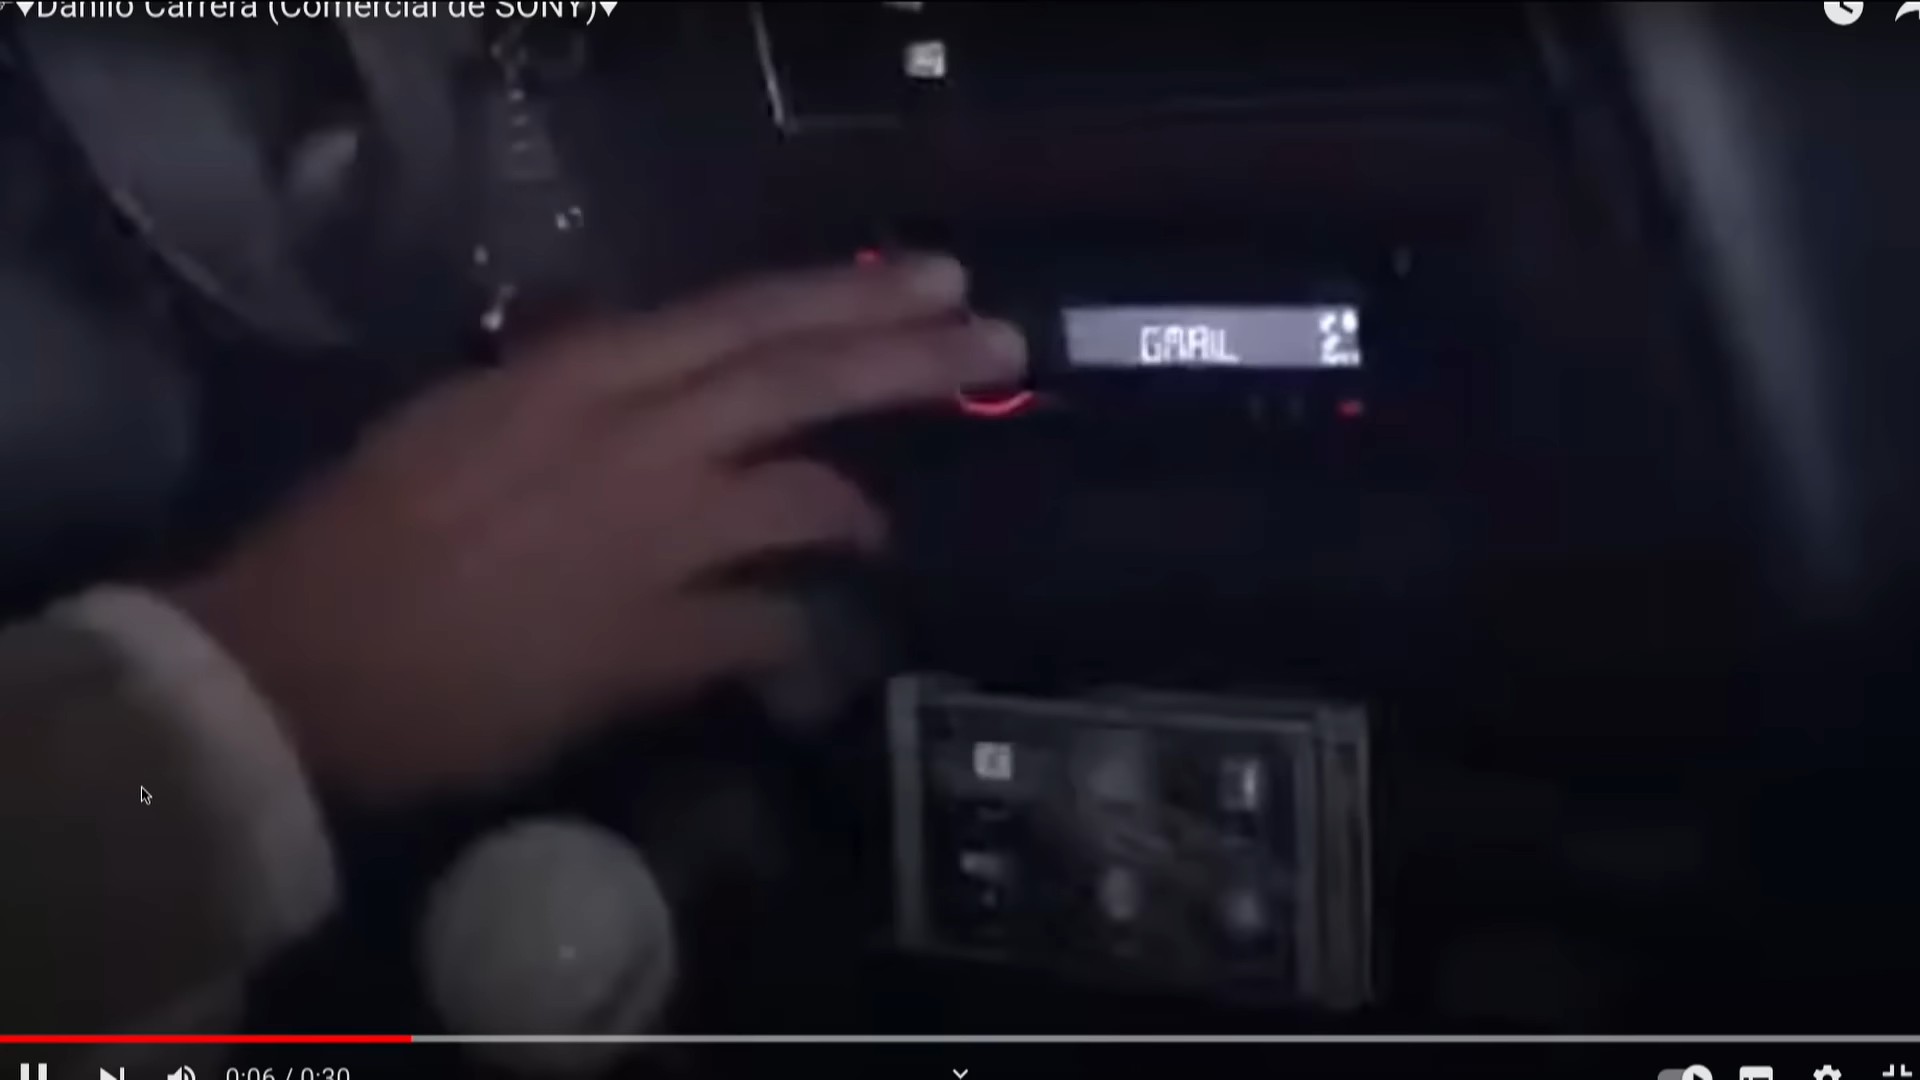 ♥Danilo Carrera (Comercial de SONY)♥
GMAIL
0:06 / 0:30